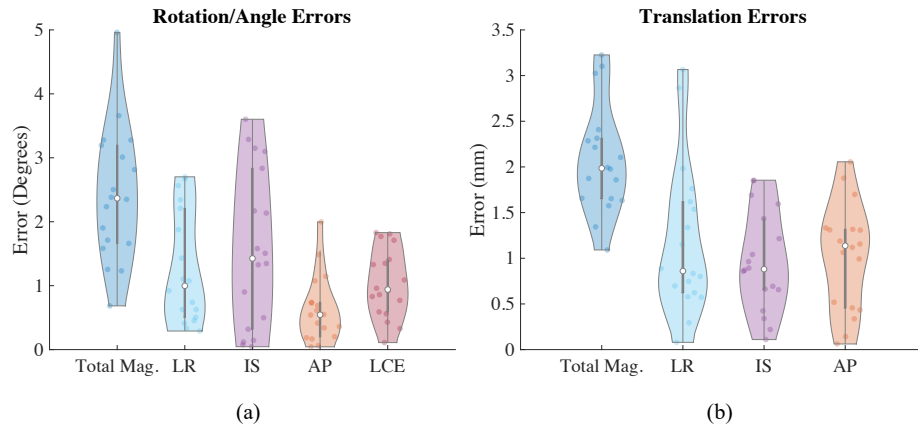 Rotation/Angle Errors
Error (Degrees)
5
4
3
2
1
0
Total Mag. LR IS AP LCE
(a)
Translation Errors
Error (mm)
3.5
3
2.5
2
1.5
1
0.5
0
Total Mag. LR IS AP
(b)